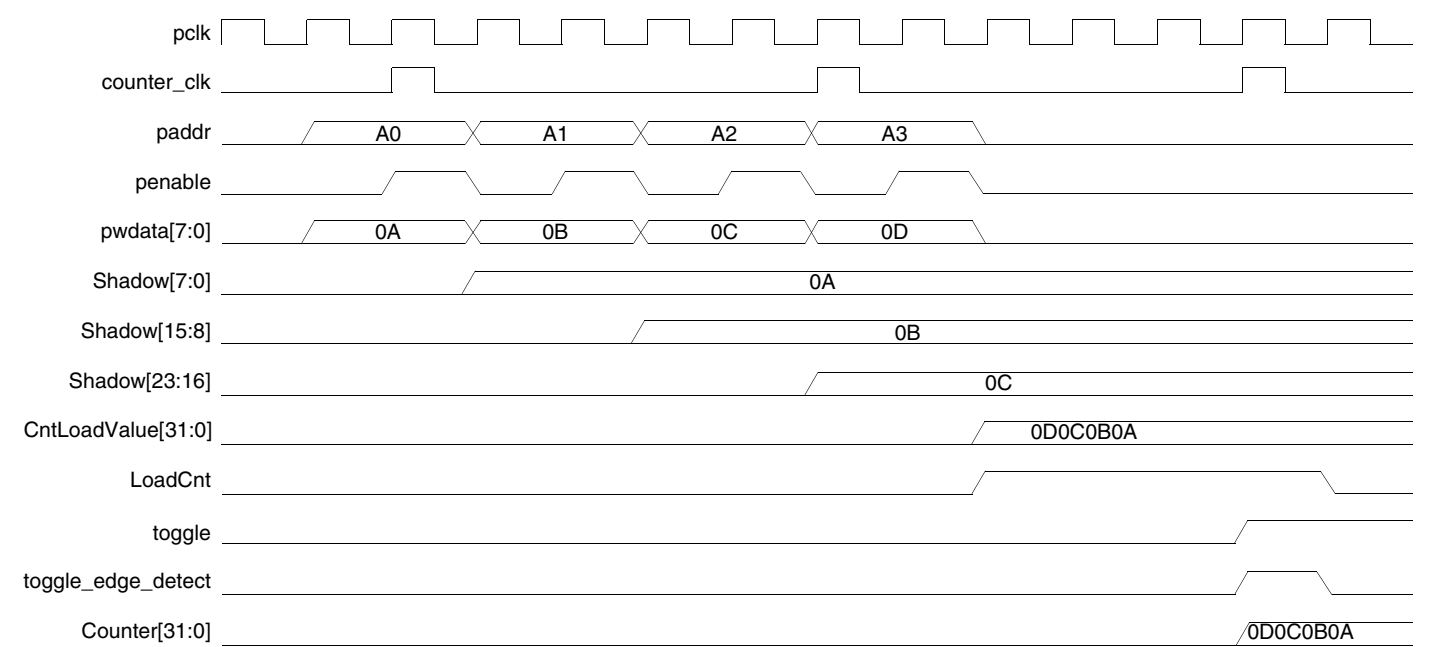 pclk
counter_clk
paddr A0 A1 A2 A3
penable
pwdata[7:0] 0A 0B 0C 0D
Shadow[7:0] 0A
Shadow[15:8] 0B
Shadow[23:16] 0C
CntLoadValue[31:0] 0D0C0B0A
LoadCnt
toggle
toggle_edge_detect
Counter[31:0] 0D0C0B0A